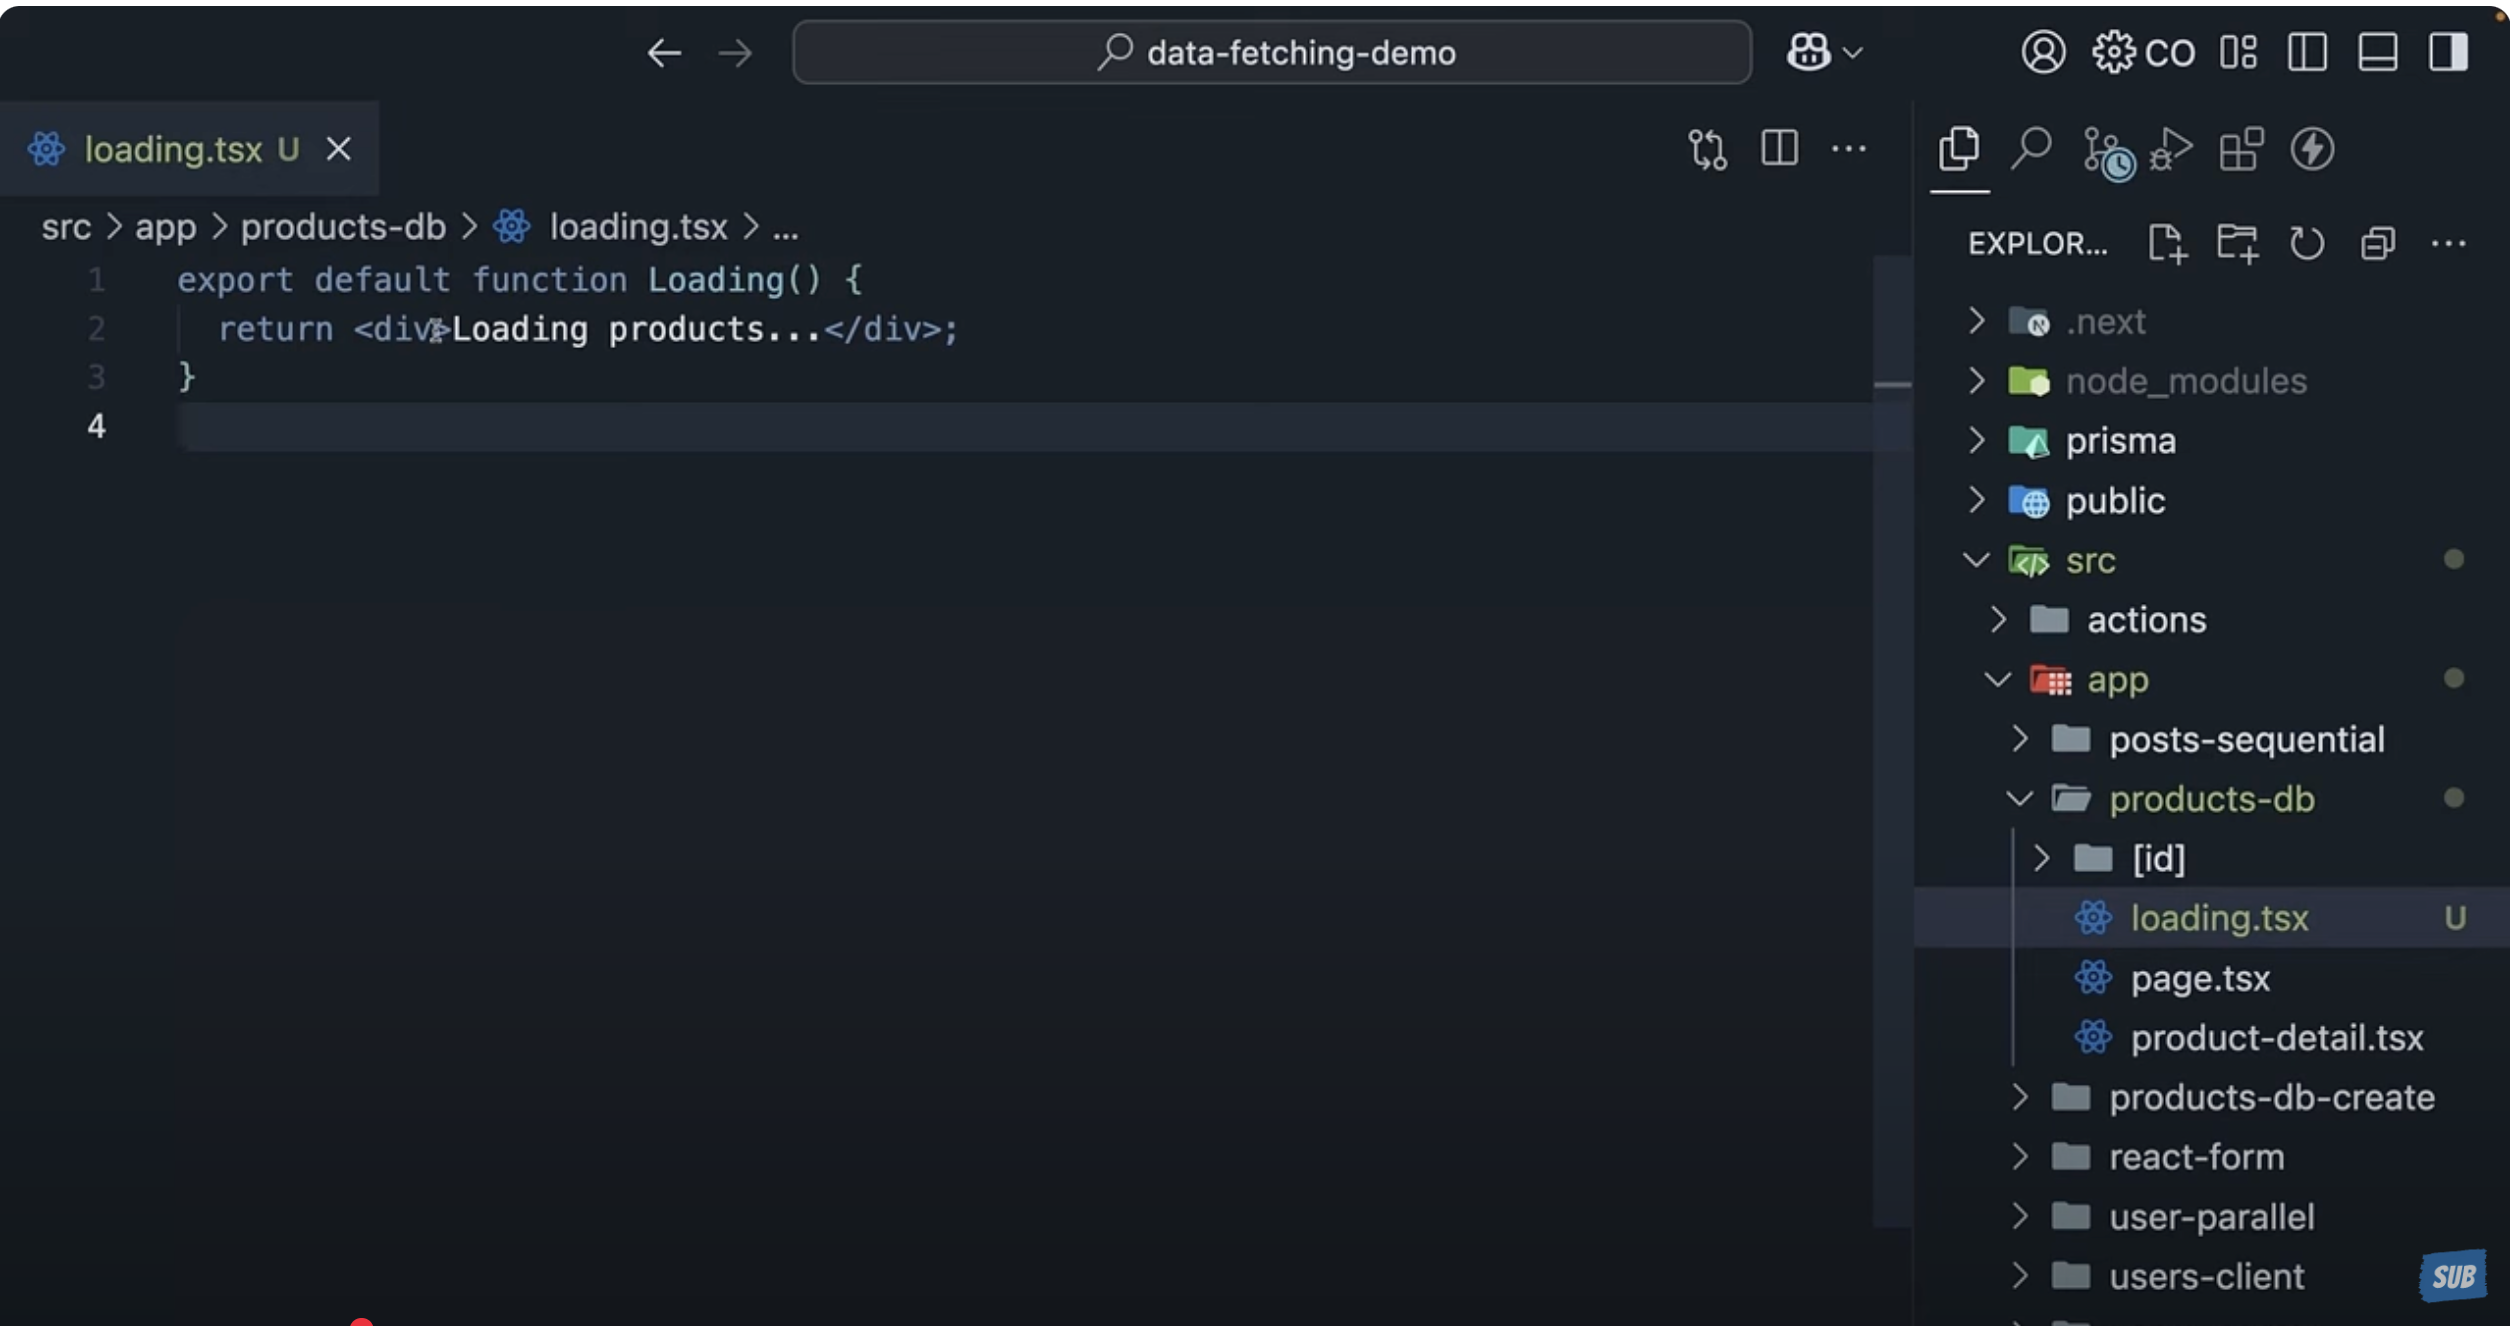 data-fetching-demo
CO
loading.tsx U
src > app > products-db > loading.tsx > ...
1 export default function Loading() {
2 return <div>Loading products...</div>;
3 }
4
EXPLOR...
.next
node_modules
prisma
public
src
actions
app
posts-sequential
products-db
[id]
loading.tsx U
page.tsx
product-detail.tsx
products-db-create
react-form
user-parallel
users-client
SUB